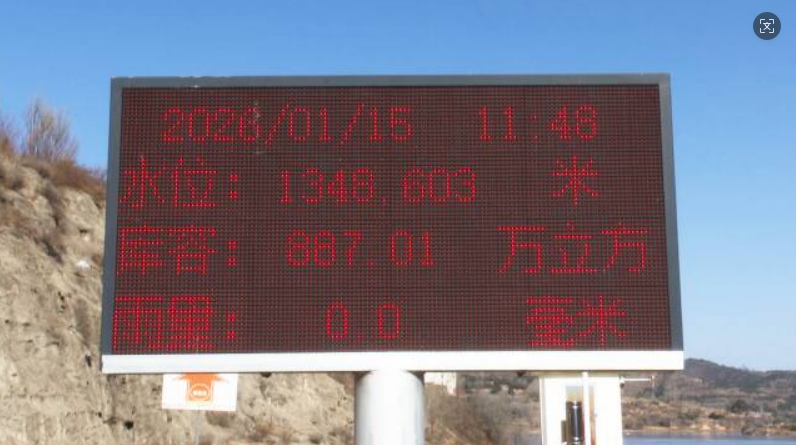 2026/01/15 11:48
水位：1348.603 米
库容：887.01 万立方
雨量：0.0 毫米